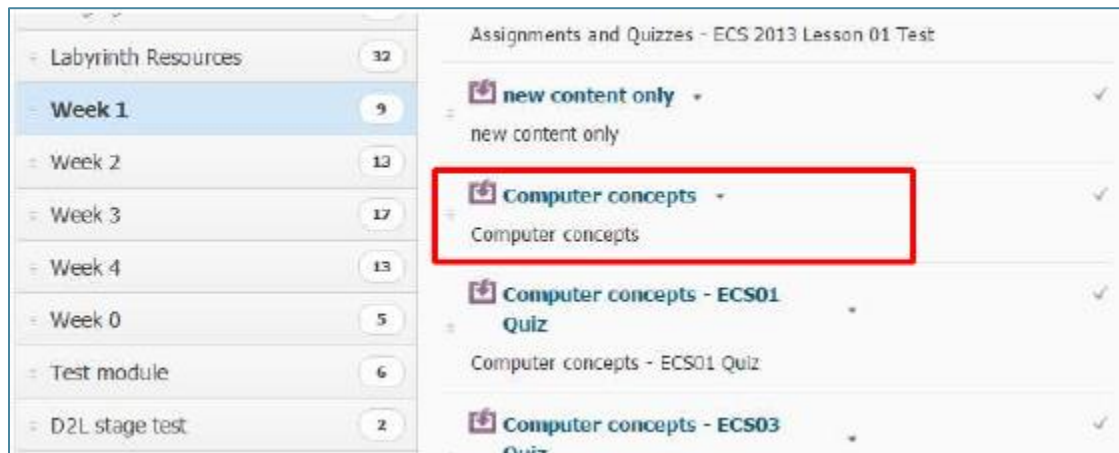 Labyrinth Resources 32
Week 1 9
Week 2 13
Week 3 17
Week 4 13
Week 0 5
Test module 6
D2L stage test 2
Assignments and Quizzes - ECS 2013 Lesson 01 Test
new content only
new content only
Computer concepts
Computer concepts
Computer concepts - ECS01
Quiz
Computer concepts - ECS01 Quiz
Computer concepts - ECS03
Quiz